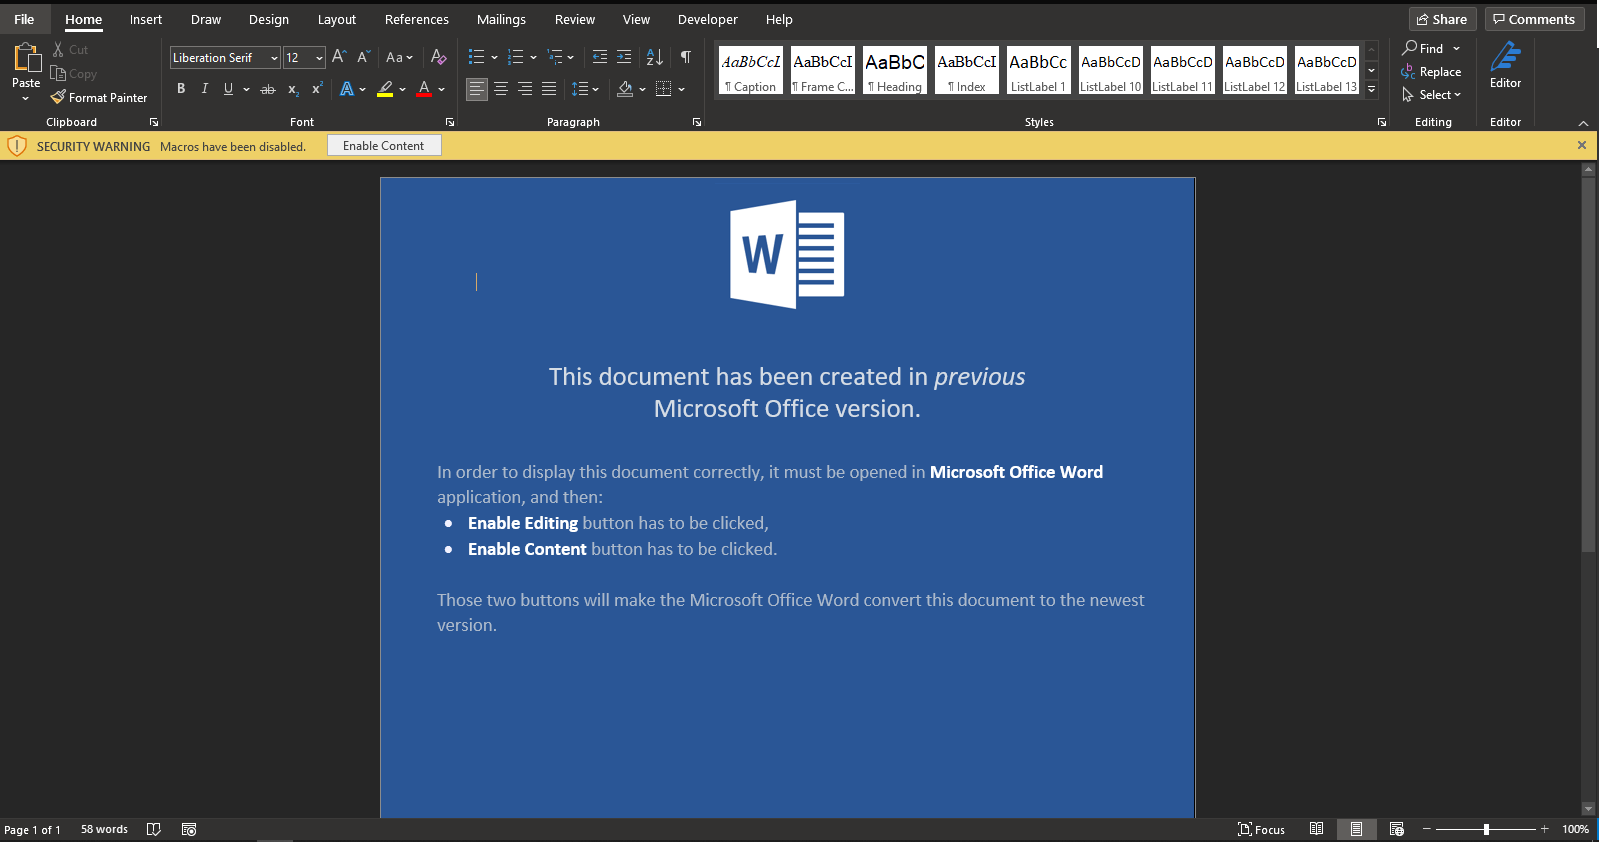 File Home Insert Draw Design Layout References Mailings Review View Developer Help Share Comments
Paste Cut Copy Format Painter
Clipboard
Liberation Serif 12 Aa
B I U ab x₂ x² A A
Font
Paragraph
AaBbCcI AaBbCcI AaBbC AaBbCcI AaBbCc AaBbCcD AaBbCcD AaBbCcD AaBbCcD
¶ Caption ¶ Frame C... ¶ Heading ¶ Index ListLabel 1 ListLabel 10 ListLabel 11 ListLabel 12 ListLabel 13
Styles
Find
Replace
Select
Editing
Editor
Editor
SECURITY WARNING Macros have been disabled. Enable Content
W
This document has been created in previous
Microsoft Office version.
In order to display this document correctly, it must be opened in Microsoft Office Word
application, and then:
• Enable Editing button has to be clicked,
• Enable Content button has to be clicked.
Those two buttons will make the Microsoft Office Word convert this document to the newest
version.
Page 1 of 1 58 words Focus 100%